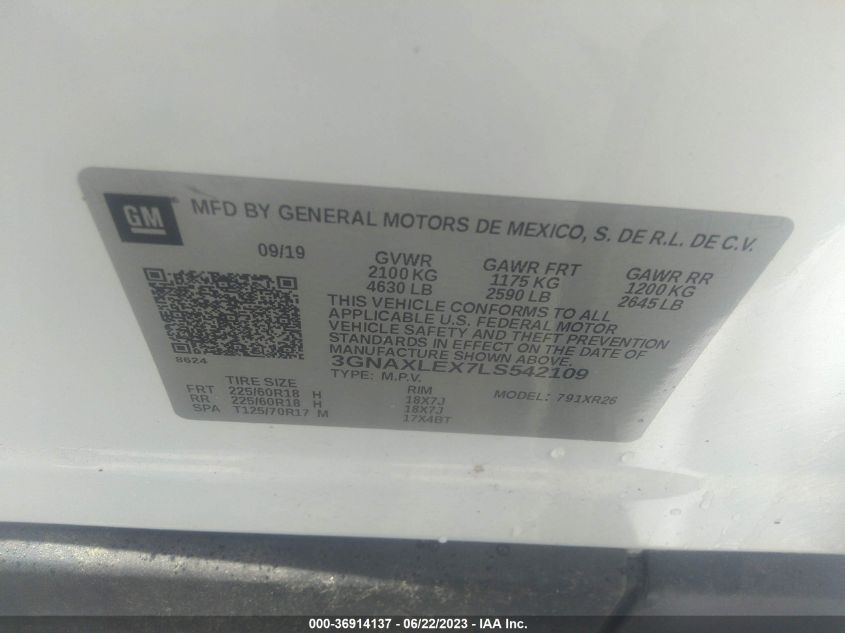 GM
MFD BY GENERAL MOTORS DE MEXICO, S. DE R.L. DE C.V.
09/19
GVWR
2100 KG
4630 LB
GAWR FRT
1175 KG
2590 LB
GAWR RR
1200 KG
2645 LB
THIS VEHICLE CONFORMS TO ALL
APPLICABLE U.S. FEDERAL MOTOR
VEHICLE SAFETY AND THEFT PREVENTION
STANDARDS IN EFFECT ON THE DATE OF
MANUFACTURE SHOWN ABOVE.
8624
3GNAXLEX7LS542109
TYPE: M.P.V.
MODEL: 791XR26
TIRE SIZE RIM
FRT 225/60R18 H 18X7J
RR 225/60R18 H 18X7J
SPA T125/70R17 M 17X4BT
000-36914137 - 06/22/2023 - Copyright © 2023 IAA, Inc.